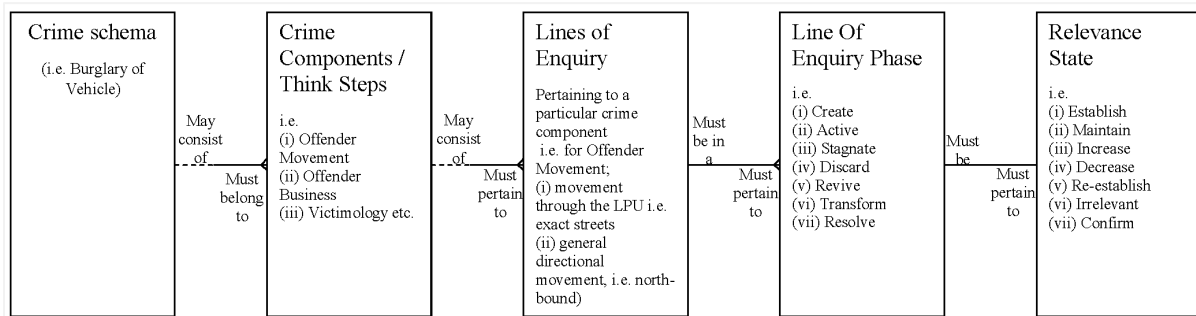 Crime schema
(i.e. Burglary of
Vehicle)
May
consist
of
Must
belong
to
Crime
Components /
Think Steps
i.e.
(i) Offender
Movement
(ii) Offender
Business
(iii) Victimology etc.
May
consist
of
Must
pertain
to
Lines of
Enquiry
Pertaining to a
particular crime
component
i.e. for Offender
Movement;
(i) movement
through the LPU i.e.
exact streets
(ii) general
directional
movement, i.e. north-
bound)
Must
be in
a
Must
pertain
to
Line Of
Enquiry Phase
i.e.
(i) Create
(ii) Active
(iii) Stagnate
(iv) Discard
(v) Revive
(vi) Transform
(vii) Resolve
Must
be
Must
pertain
to
Relevance
State
i.e.
(i) Establish
(ii) Maintain
(iii) Increase
(iv) Decrease
(v) Re-establish
(vi) Irrelevant
(vii) Confirm